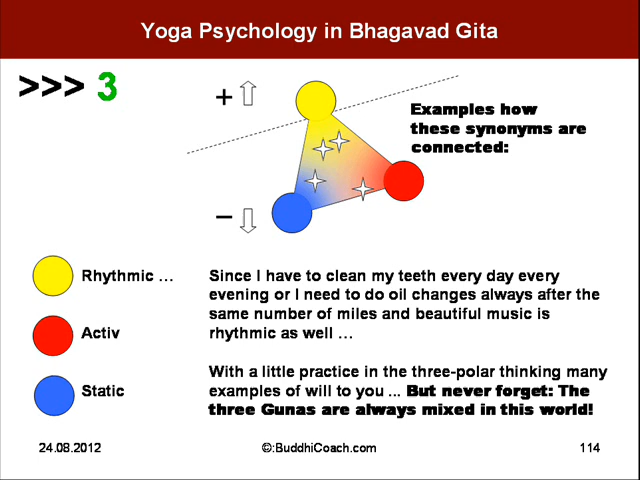 Yoga Psychology in Bhagavad Gita
>>> 3
+
Examples how
these synonyms are
connected:
–
Rhythmic ...
Since I have to clean my teeth every day every
evening or I need to do oil changes always after the
same number of miles and beautiful music is
rhythmic as well ...
Activ
Static
With a little practice in the three-polar thinking many
examples of will to you ... But never forget: The
three Gunas are always mixed in this world!
24.08.2012
©:BuddhiCoach.com
114